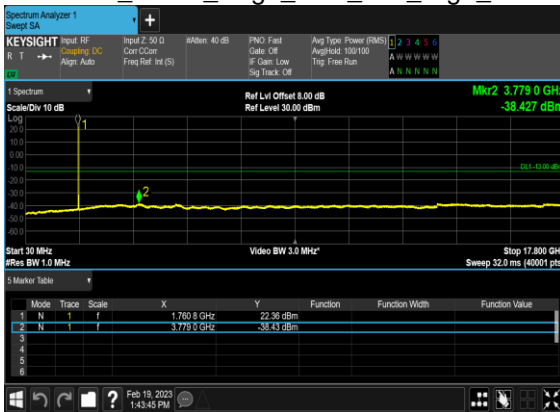 Spectrum Analyzer 1
Swept SA
+
KEYSIGHT Input: RF Input Z: 50 Ω #Atten: 40 dB PNO: Fast Avg Type: Power (RMS) 1 2 3 4 5 6
R T Coupling: DC Corr CCorr Gate: Off Avg|Hold: 100/100 A W W W W W
Align: Auto Freq Ref: Int (S) IF Gain: Low Trig: Free Run
Sig Track: Off A N N N N N
1 Spectrum Ref Lvl Offset 8.00 dB Mkr2 3.779 0 GHz
Scale/Div 10 dB Ref Level 30.00 dBm -38.427 dBm
Log
20.0
10.0
0.00
-10.0
DL1 -13.00 dBm
-20.0
-30.0
-40.0
-50.0
-60.0
1
2
Start 30 MHz Video BW 3.0 MHz* Stop 17.800 GH
#Res BW 1.0 MHz Sweep 32.0 ms (40001 pts
5 Marker Table
Mode Trace Scale X Y Function Function Width Function Value
1 N 1 f 1.760 8 GHz 22.36 dBm
2 N 1 f 3.779 0 GHz -38.43 dBm
3
4
5
6
? Feb 19, 2023
1:43:45 PM